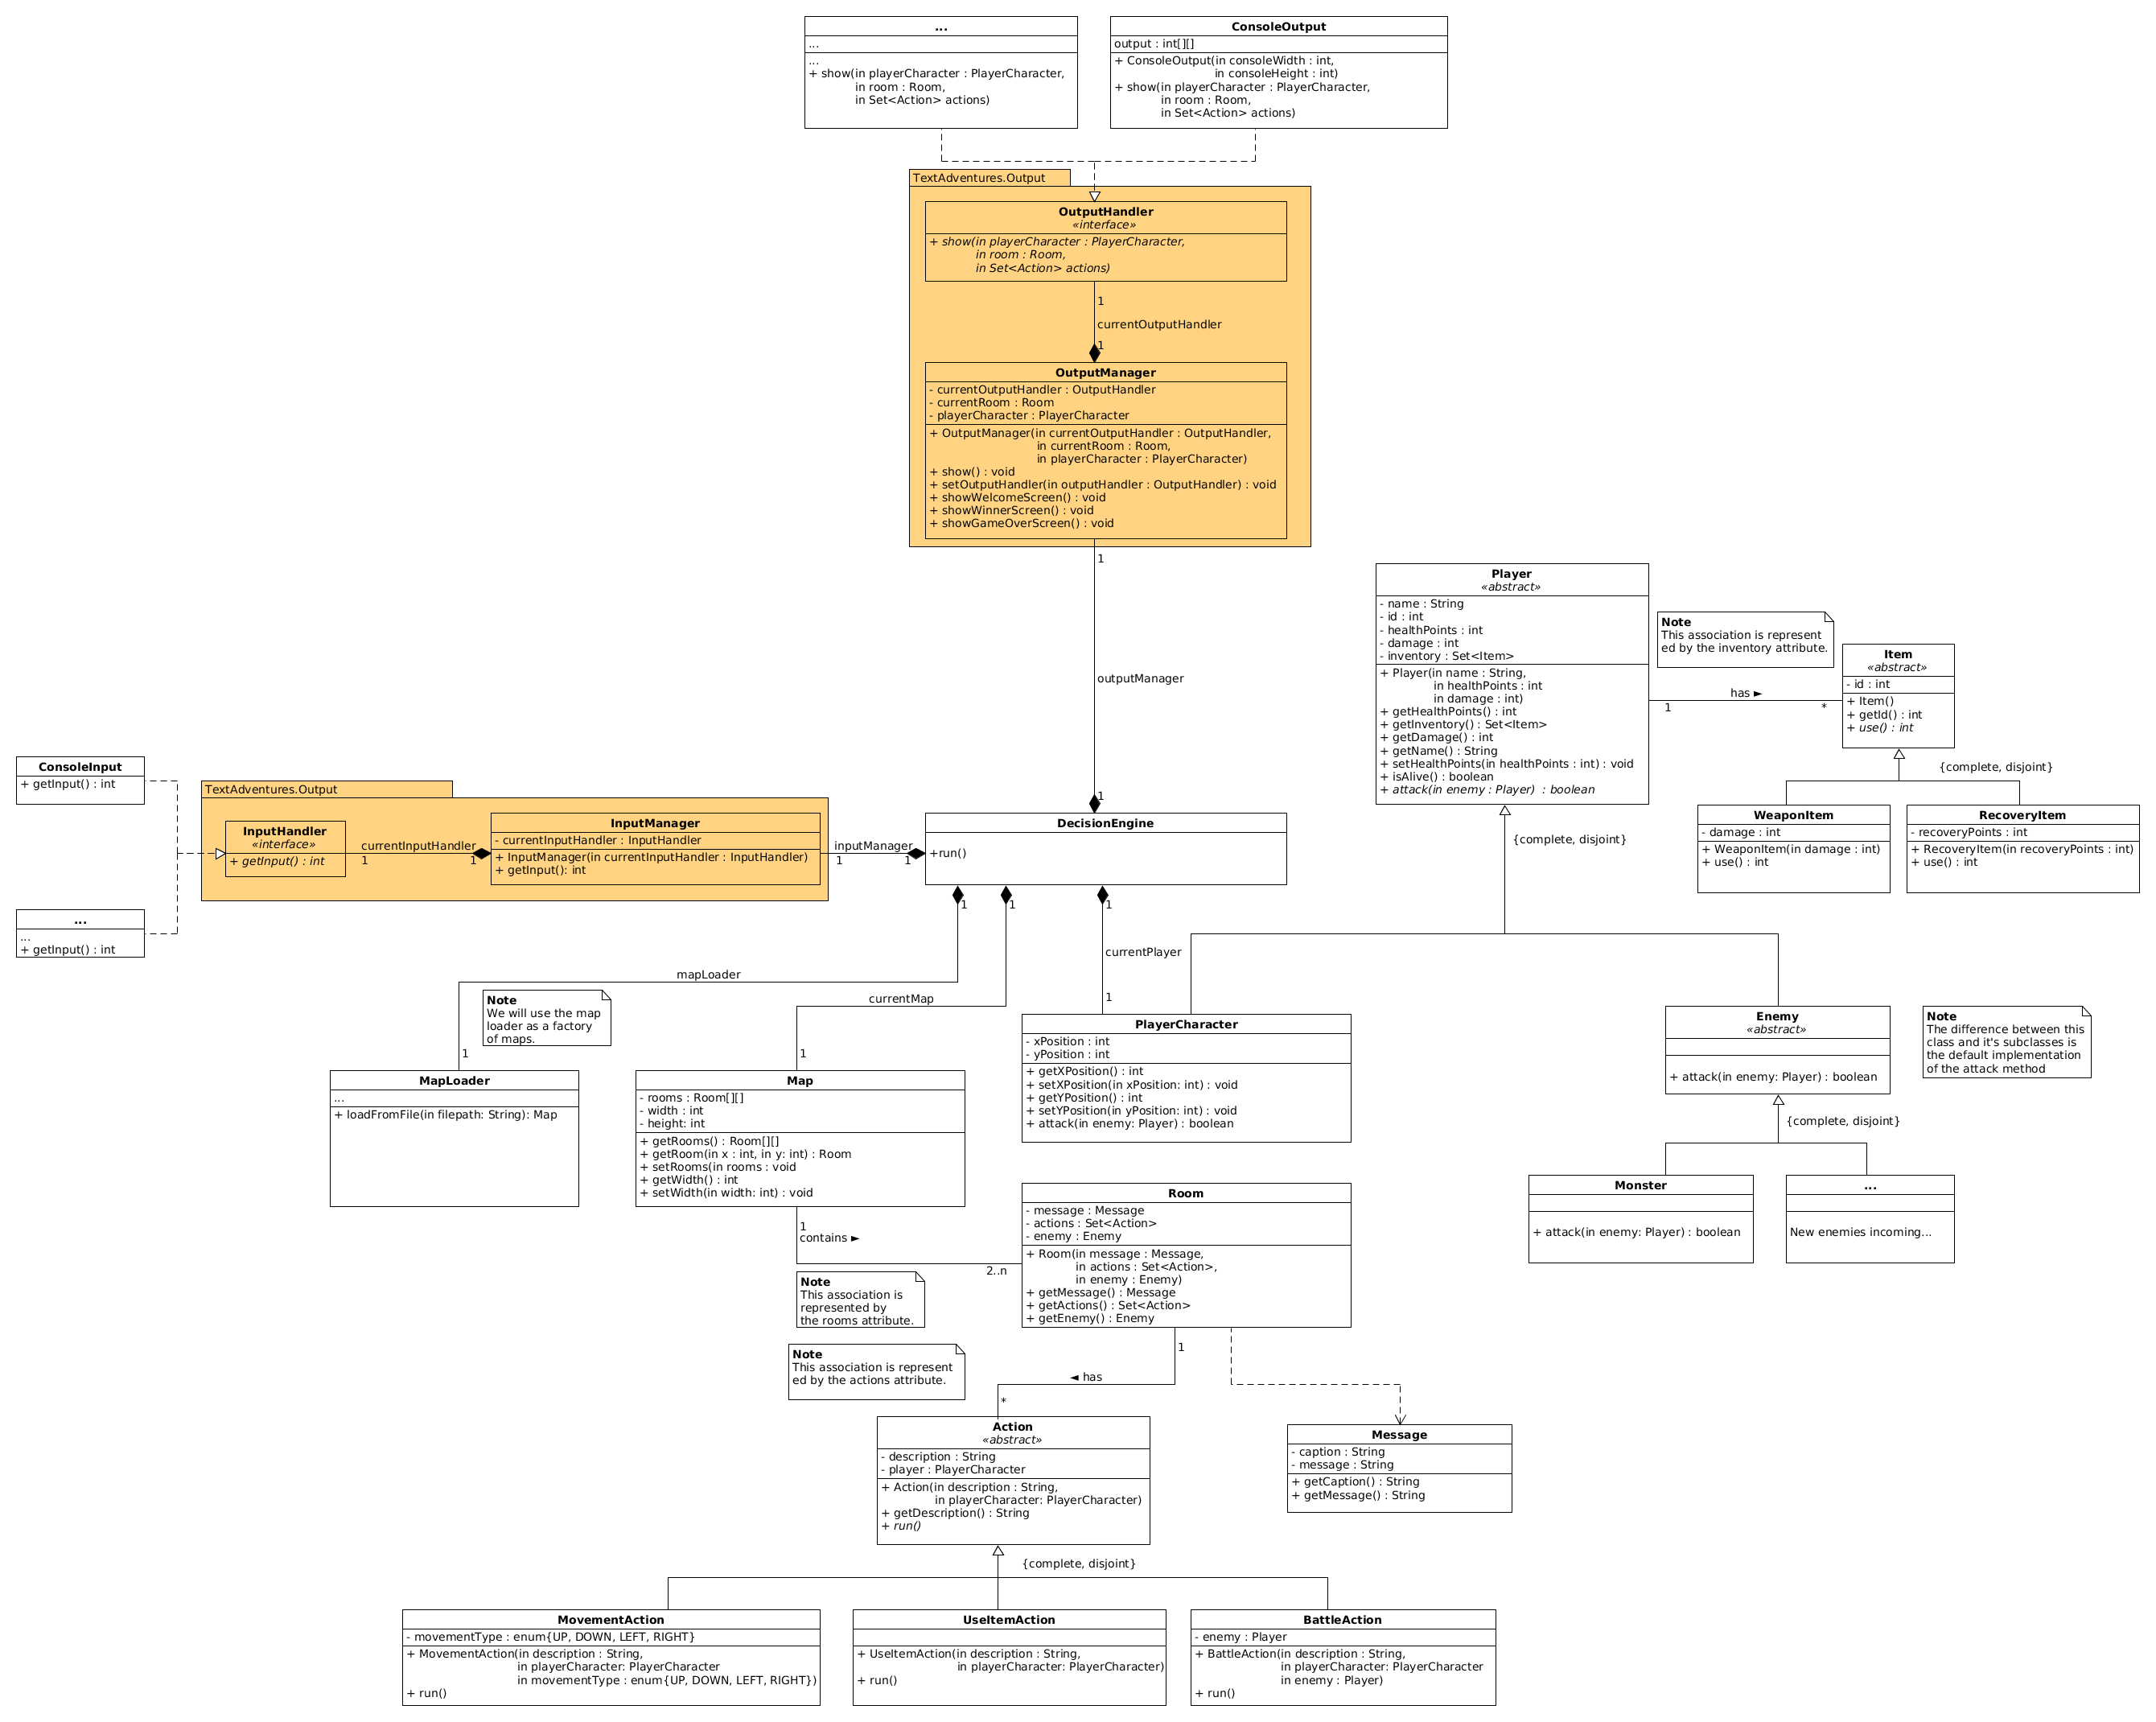 ...
...
...
+ show(in playerCharacter : PlayerCharacter,
in room : Room,
in Set<Action> actions)
ConsoleOutput
output : int[][]
+ ConsoleOutput(in consoleWidth : int,
in consoleHeight : int)
+ show(in playerCharacter : PlayerCharacter,
in room : Room,
in Set<Action> actions)
TextAdventures.Output
OutputHandler
«interface»
+ show(in playerCharacter : PlayerCharacter,
in room : Room,
in Set<Action> actions)
1
currentOutputHandler
1
OutputManager
- currentOutputHandler : OutputHandler
- currentRoom : Room
- playerCharacter : PlayerCharacter
+ OutputManager(in currentOutputHandler : OutputHandler,
in currentRoom : Room,
in playerCharacter : PlayerCharacter)
+ show() : void
+ setOutputHandler(in outputHandler : OutputHandler) : void
+ showWelcomeScreen() : void
+ showWinnerScreen() : void
+ showGameOverScreen() : void
1
outputManager
1
Player
«abstract»
- name : String
- id : int
- healthPoints : int
- damage : int
- inventory : Set<Item>
+ Player(in name : String,
in healthPoints : int
in damage : int)
+ getHealthPoints() : int
+ getInventory() : Set<Item>
+ getDamage() : int
+ getName() : String
+ setHealthPoints(in healthPoints : int) : void
+ isAlive() : boolean
+ attack(in enemy : Player)  : boolean
Note
This association is represent
ed by the inventory attribute.
has ►
1
*
Item
«abstract»
- id : int
+ Item()
+ getId() : int
+ use() : int
{complete, disjoint}
WeaponItem
- damage : int
+ WeaponItem(in damage : int)
+ use() : int
RecoveryItem
- recoveryPoints : int
+ RecoveryItem(in recoveryPoints : int)
+ use() : int
{complete, disjoint}
ConsoleInput
+ getInput() : int
...
...
+ getInput() : int
TextAdventures.Output
InputHandler
«interface»
+ getInput() : int
currentInputHandler
1
1
InputManager
- currentInputHandler : InputHandler
+ InputManager(in currentInputHandler : InputHandler)
+ getInput(): int
inputManager
1
1
DecisionEngine
+run()
1
1
1
mapLoader
currentMap
currentPlayer
1
1
1
Note
We will use the map
loader as a factory
of maps.
MapLoader
...
+ loadFromFile(in filepath: String): Map
Map
- rooms : Room[][]
- width : int
- height: int
+ getRooms() : Room[][]
+ getRoom(in x : int, in y: int) : Room
+ setRooms(in rooms : void
+ getWidth() : int
+ setWidth(in width: int) : void
PlayerCharacter
- xPosition : int
- yPosition : int
+ getXPosition() : int
+ setXPosition(in xPosition: int) : void
+ getYPosition() : int
+ setYPosition(in yPosition: int) : void
+ attack(in enemy: Player) : boolean
Enemy
«abstract»
+ attack(in enemy: Player) : boolean
Note
The difference between this
class and it's subclasses is
the default implementation
of the attack method
{complete, disjoint}
Monster
+ attack(in enemy: Player) : boolean
...
New enemies incoming...
1
contains ►
2..n
Note
This association is
represented by
the rooms attribute.
Room
- message : Message
- actions : Set<Action>
- enemy : Enemy
+ Room(in message : Message,
in actions : Set<Action>,
in enemy : Enemy)
+ getMessage() : Message
+ getActions() : Set<Action>
+ getEnemy() : Enemy
Note
This association is represent
ed by the actions attribute.
1
◄ has
*
Action
«abstract»
- description : String
- player : PlayerCharacter
+ Action(in description : String,
in playerCharacter: PlayerCharacter)
+ getDescription() : String
+ run()
Message
- caption : String
- message : String
+ getCaption() : String
+ getMessage() : String
{complete, disjoint}
MovementAction
- movementType : enum{UP, DOWN, LEFT, RIGHT}
+ MovementAction(in description : String,
in playerCharacter: PlayerCharacter
in movementType : enum{UP, DOWN, LEFT, RIGHT})
+ run()
UseItemAction
+ UseItemAction(in description : String,
in playerCharacter: PlayerCharacter)
+ run()
BattleAction
- enemy : Player
+ BattleAction(in description : String,
in playerCharacter: PlayerCharacter
in enemy : Player)
+ run()